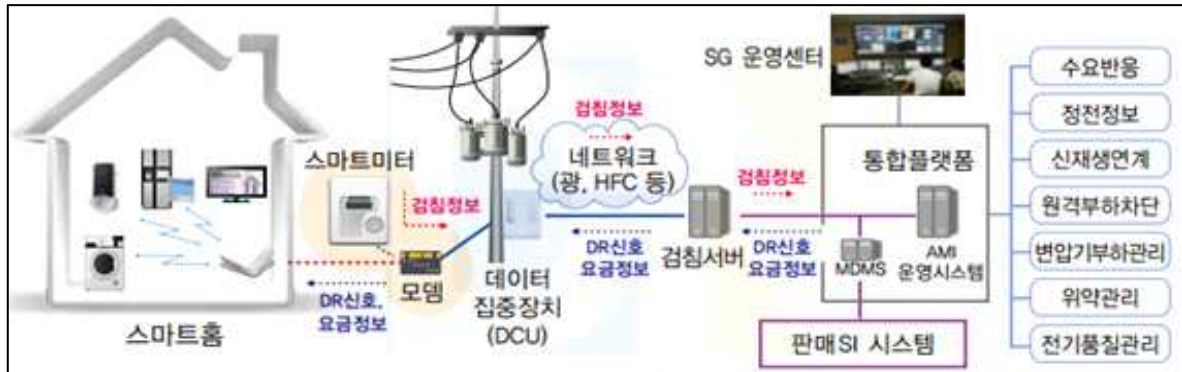 스마트홈
스마트미터
검침정보
DR신호,
요금정보
모뎀
데이터
집중장치
(DCU)
검침정보
네트워크
(광, HFC 등)
DR신호
요금정보
검침서버
검침정보
DR신호
요금정보
SG 운영센터
통합플랫폼
MDMS
AMI
운영시스템
판매SI 시스템
수요반응
정전정보
신재생연계
원격부하차단
변압기부하관리
위약관리
전기품질관리